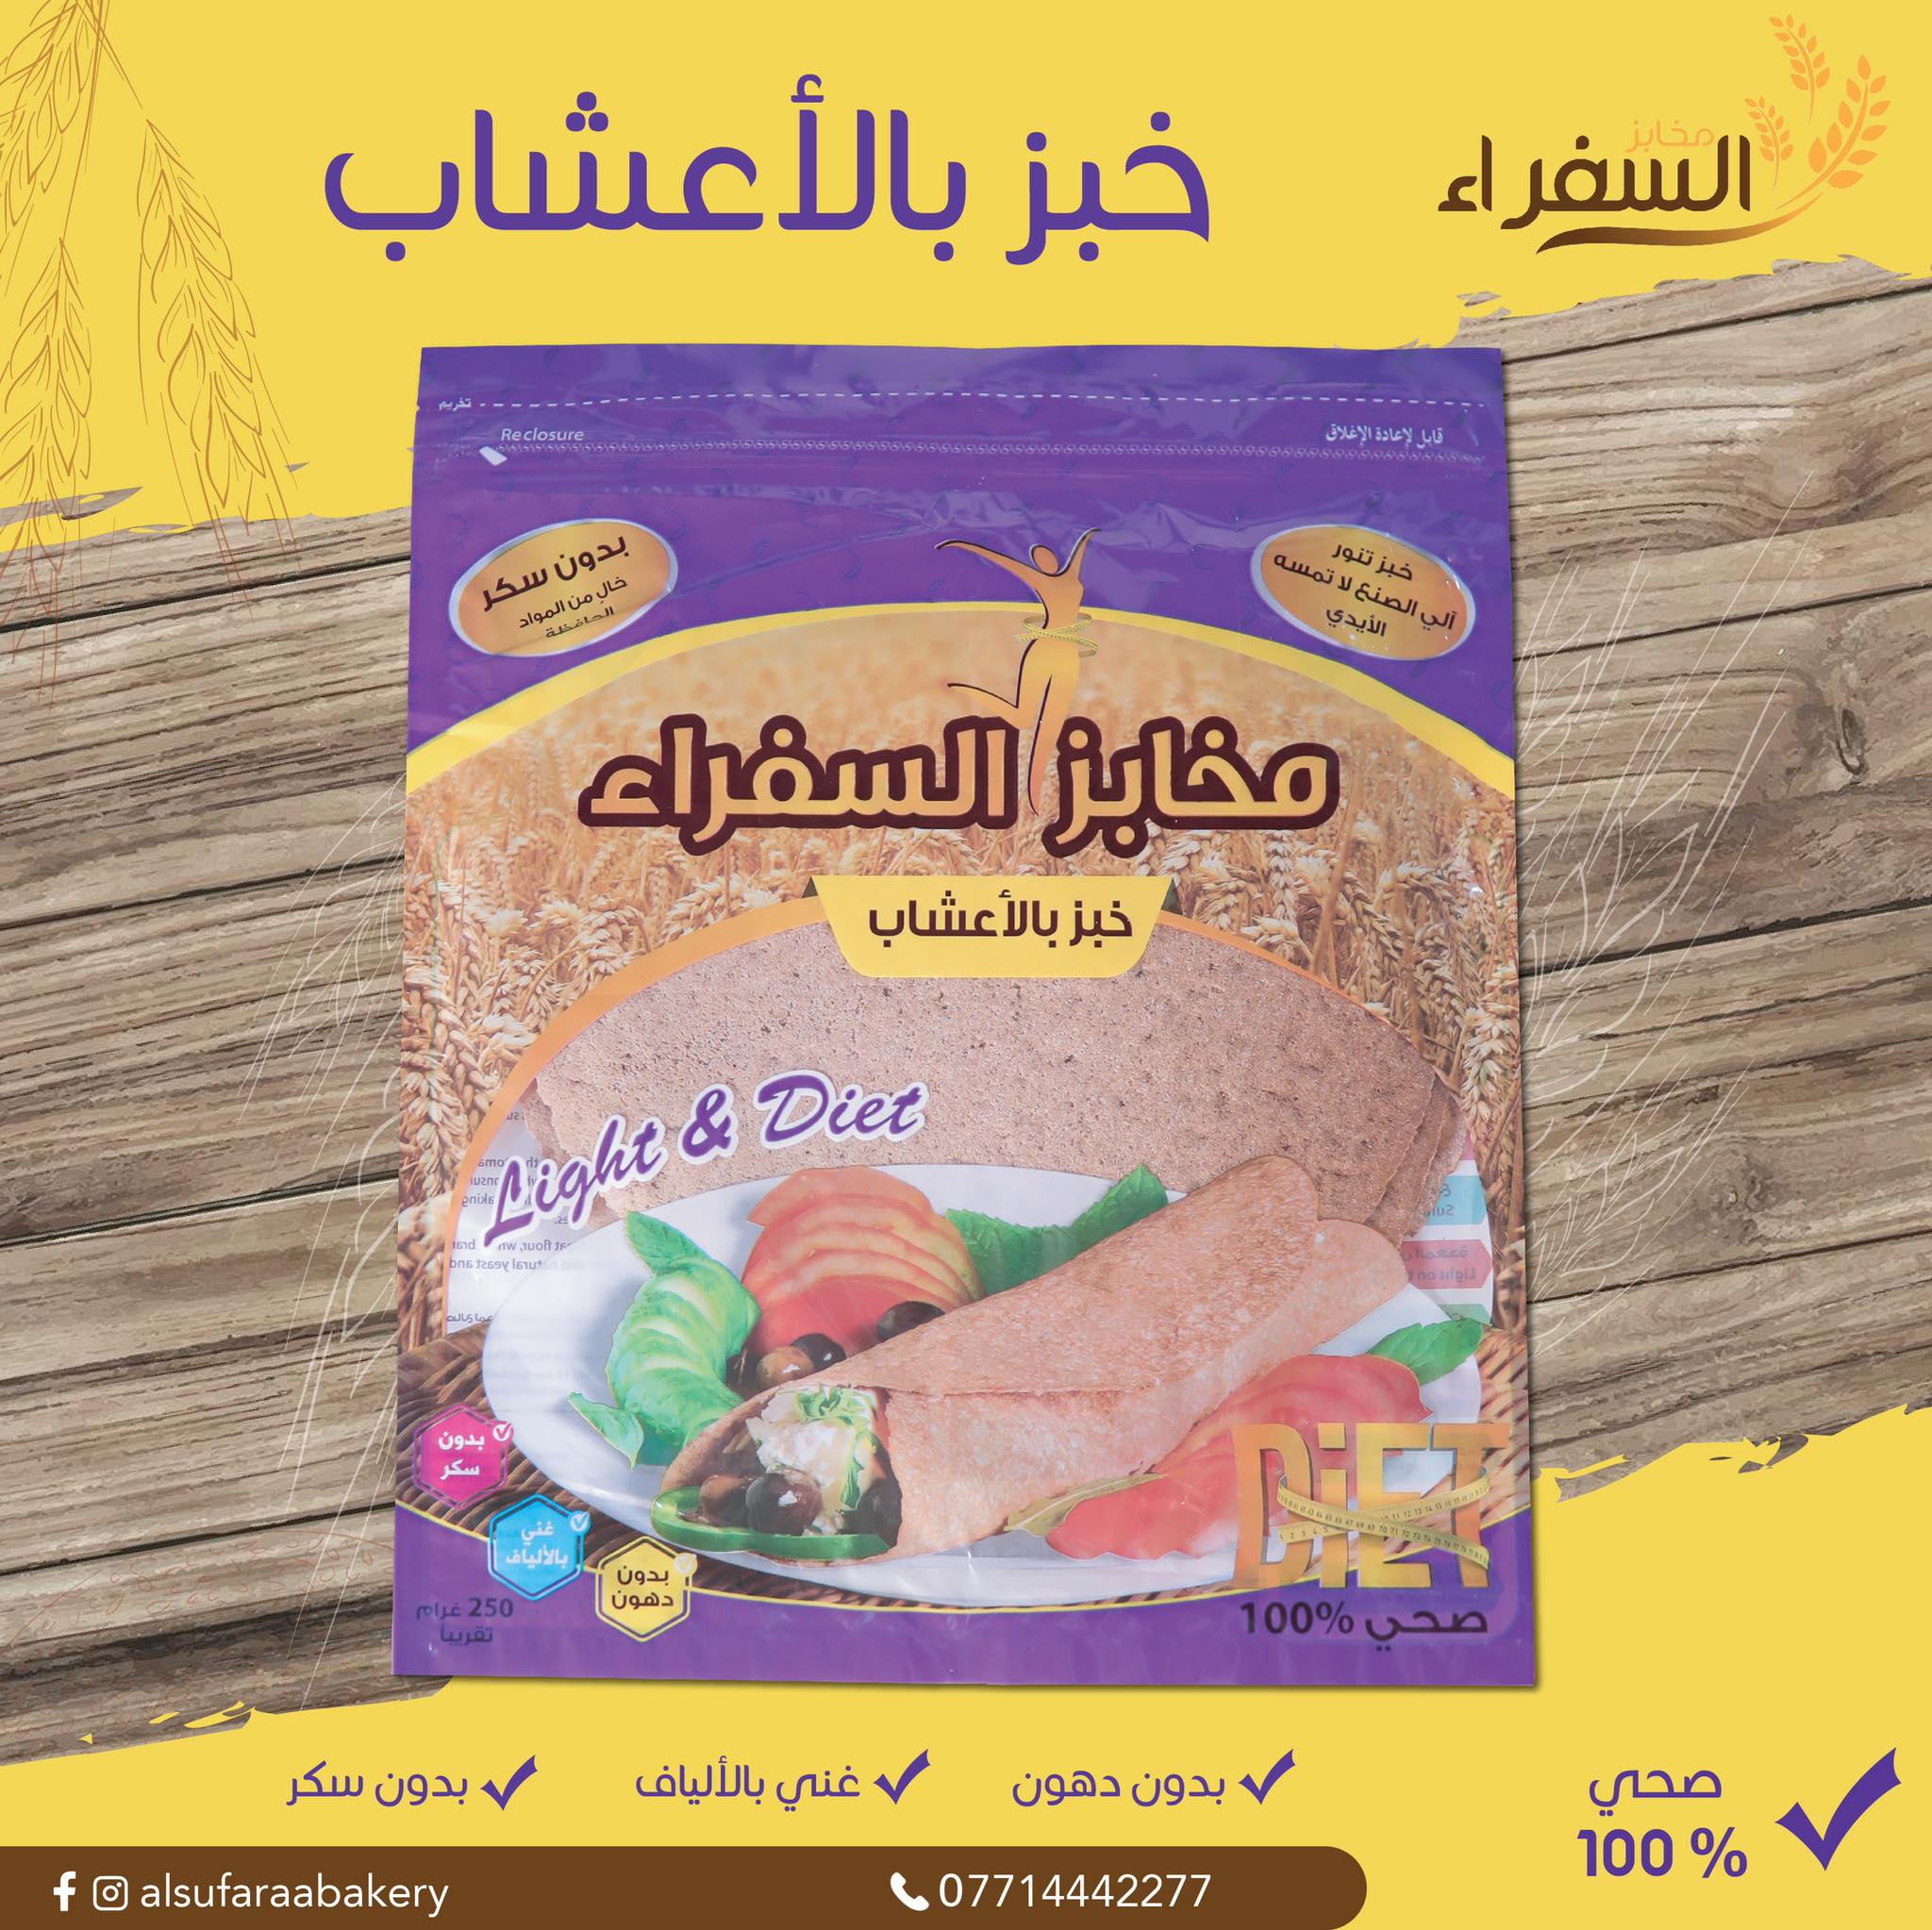 خبز بالأعشاب
مخابز
السفراء
تخريم
Reclosure
قابل لإعادة الإغلاق
بدون سكر
خالٍ من المواد
الحافظة
خبز تنور
آلي الصنع لا تمسه
الأيدي
مخابز السفراء
خبز بالأعشاب
Light & Diet
بدون
سكر
غني
بالألياف
بدون
دهون
250 غرام
تقريباً
DiET
صحي 100%
صحي
100 %
بدون دهون
غني بالألياف
بدون سكر
alsufaraabakery
07714442277